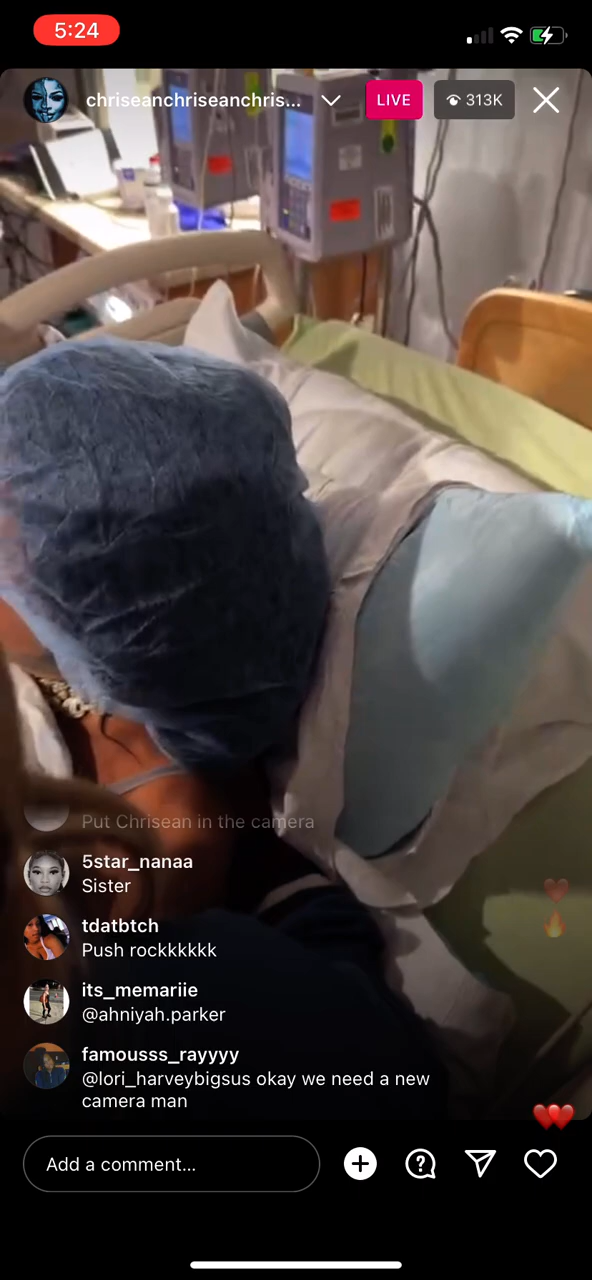 5:24
chriseanchriseanchris...
LIVE
313K
Put Chrisean in the camera
5star_nanaa
Sister
tdatbtch
Push rockkkkkk
its_memariie
@ahniyah.parker
famousss_rayyyy
@lori_harveybigsus okay we need a new
camera man
Add a comment...